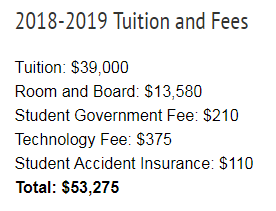 2018-2019 Tuition and Fees
Tuition: $39,000
Room and Board: $13,580
Student Government Fee: $210
Technology Fee: $375
Student Accident Insurance: $110
Total: $53,275